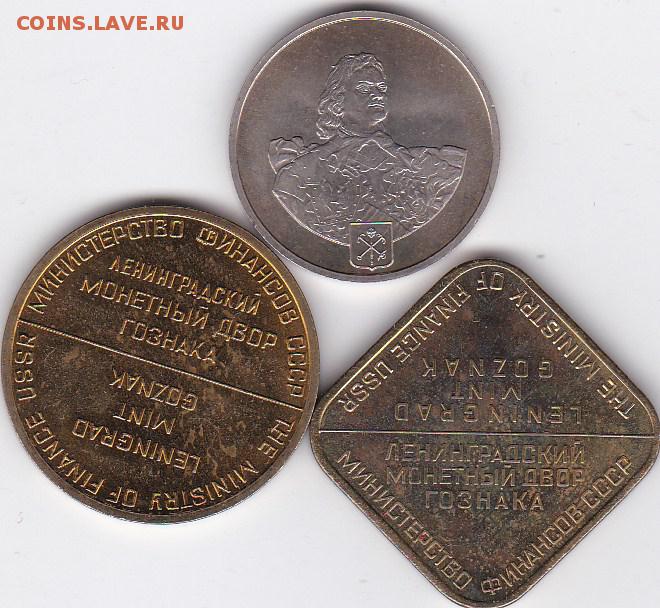 COINS.LAVE.RU
МИНИСТЕРСТВО ФИНАНСОВ СССР
ЛЕНИНГРАДСКИЙ
МОНЕТНЫЙ ДВОР
ГОЗНАКА
THE MINISTRY OF FINANCE USSR
LENINGRAD
MINT
GOZNAK
THE MINISTRY OF FINANCE USSR
LENINGRAD
MINT
GOZNAK
ЛЕНИНГРАДСКИЙ
МОНЕТНЫЙ ДВОР
ГОЗНАКА
МИНИСТЕРСТВО ФИНАНСОВ·СССР